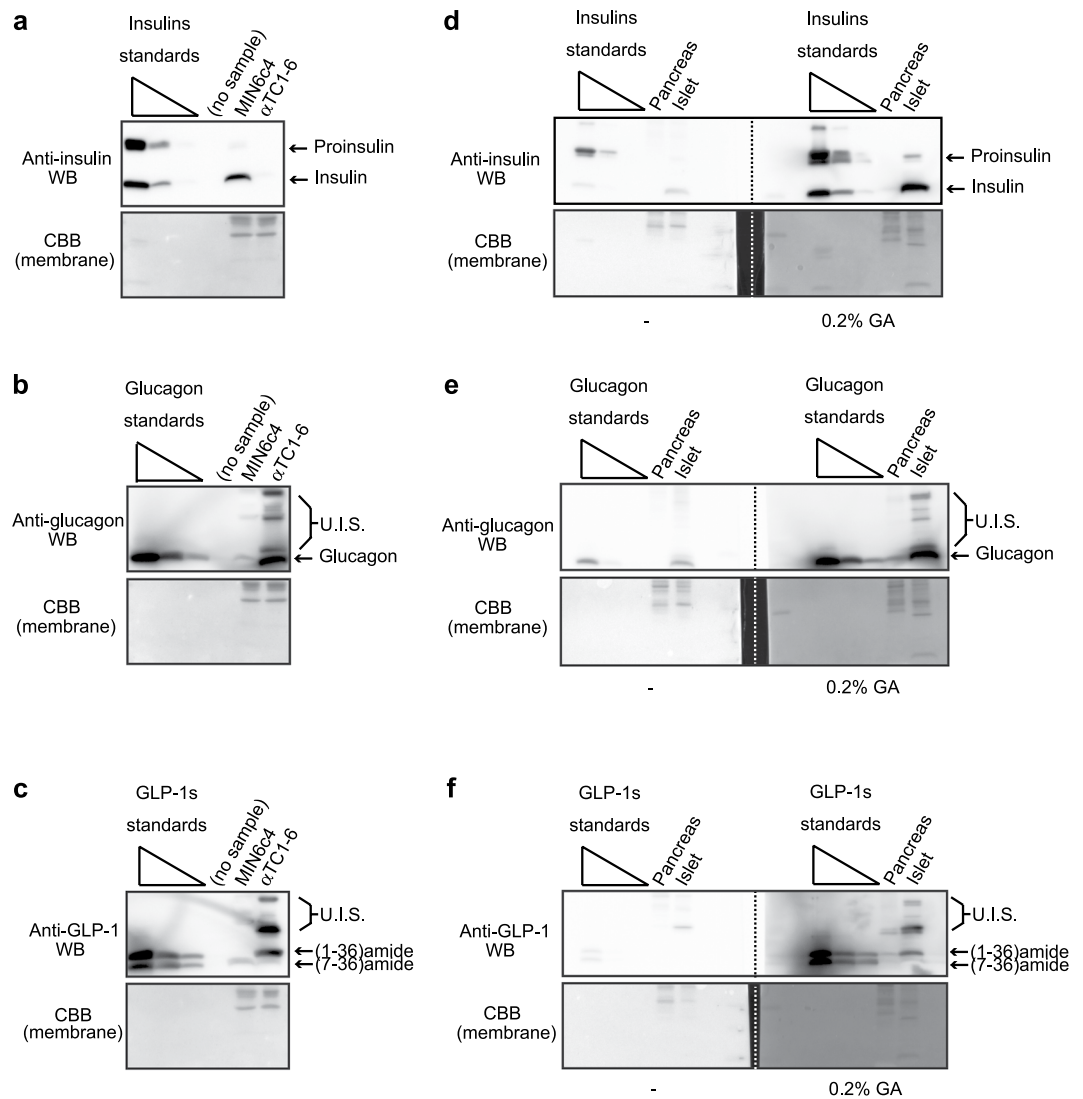 a
Insulins
standards
(no sample)
MIN6c4
αTC1-6
Anti-insulin
WB
← Proinsulin
← Insulin
CBB
(membrane)
b
Glucagon
standards
(no sample)
MIN6c4
αTC1-6
Anti-glucagon
WB
U.I.S.
← Glucagon
CBB
(membrane)
c
GLP-1s
standards
(no sample)
MIN6c4
αTC1-6
Anti-GLP-1
WB
U.I.S.
←(1-36)amide
←(7-36)amide
CBB
(membrane)
d
Insulins
standards
Pancreas
Islet
Insulins
standards
Pancreas
Islet
Anti-insulin
WB
← Proinsulin
← Insulin
CBB
(membrane)
-
0.2% GA
e
Glucagon
standards
Pancreas
Islet
Glucagon
standards
Pancreas
Islet
Anti-glucagon
WB
U.I.S.
← Glucagon
CBB
(membrane)
-
0.2% GA
f
GLP-1s
standards
Pancreas
Islet
GLP-1s
standards
Pancreas
Islet
Anti-GLP-1
WB
U.I.S.
←(1-36)amide
←(7-36)amide
CBB
(membrane)
-
0.2% GA